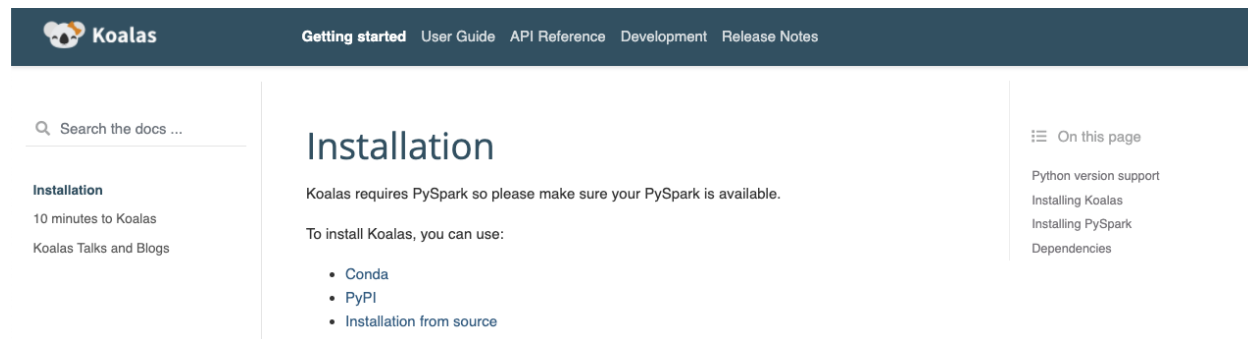 Koalas
Getting started User Guide API Reference Development Release Notes
Search the docs ...
Installation
10 minutes to Koalas
Koalas Talks and Blogs
Installation
Koalas requires PySpark so please make sure your PySpark is available.
To install Koalas, you can use:
• Conda
• PyPI
• Installation from source
On this page
Python version support
Installing Koalas
Installing PySpark
Dependencies